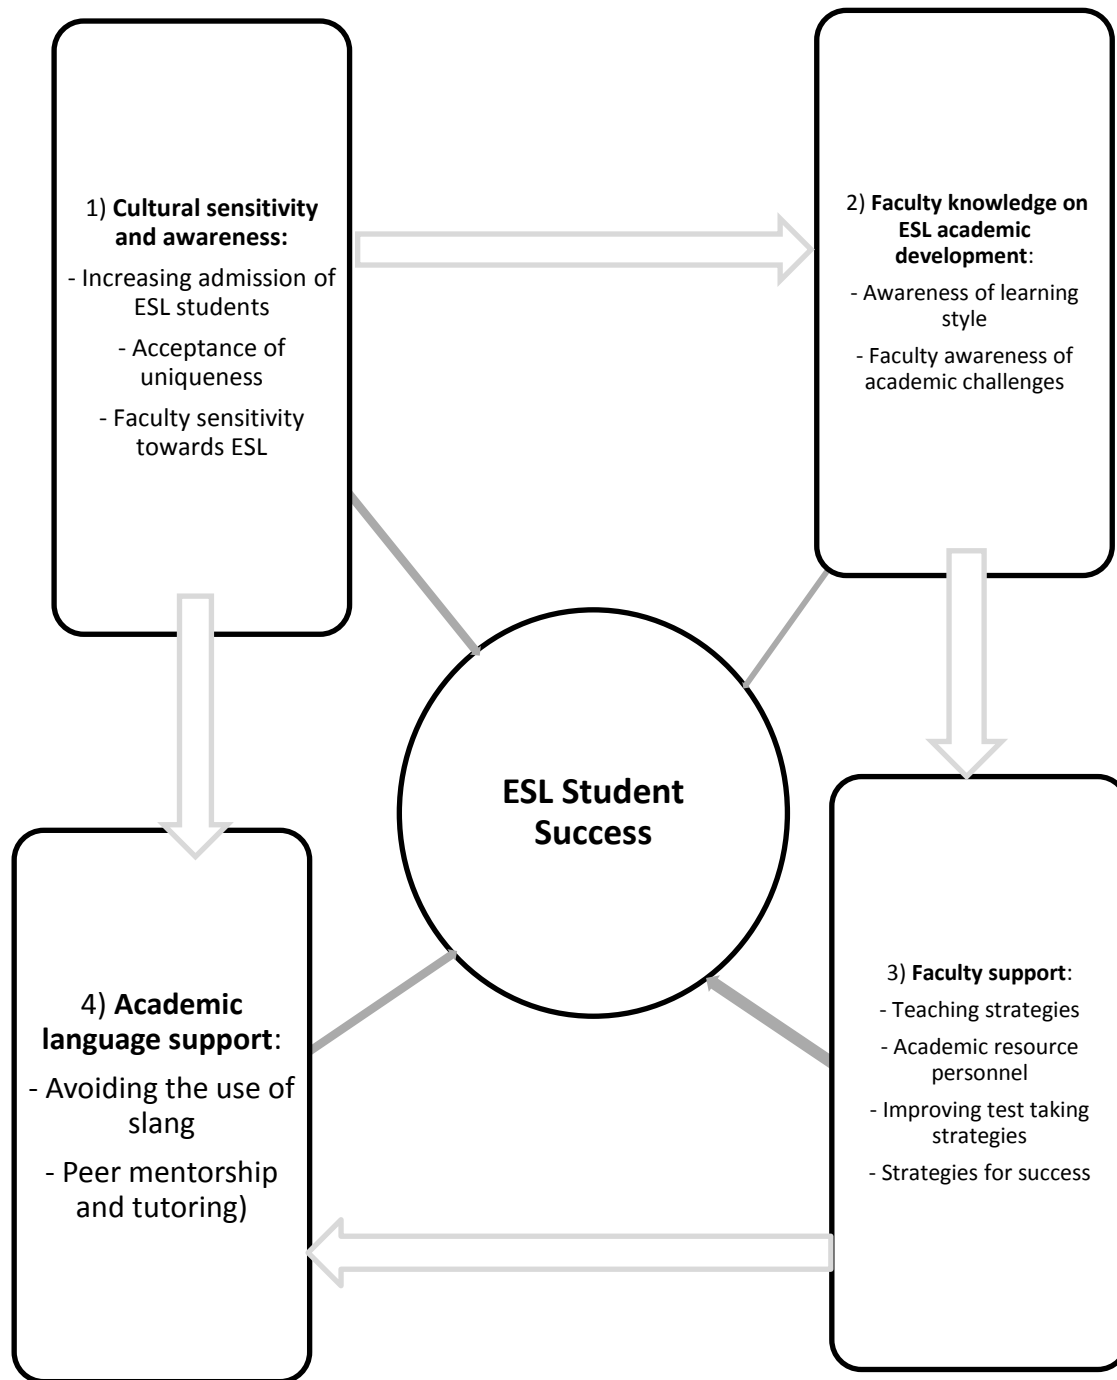 1) Cultural sensitivity
and awareness:
- Increasing admission of
ESL students
- Acceptance of
uniqueness
- Faculty sensitivity
towards ESL
2) Faculty knowledge on
ESL academic
development:
- Awareness of learning
style
- Faculty awareness of
academic challenges
ESL Student
Success
3) Faculty support:
- Teaching strategies
- Academic resource
personnel
- Improving test taking
strategies
- Strategies for success
4) Academic
language support:
- Avoiding the use of
slang
- Peer mentorship
and tutoring)